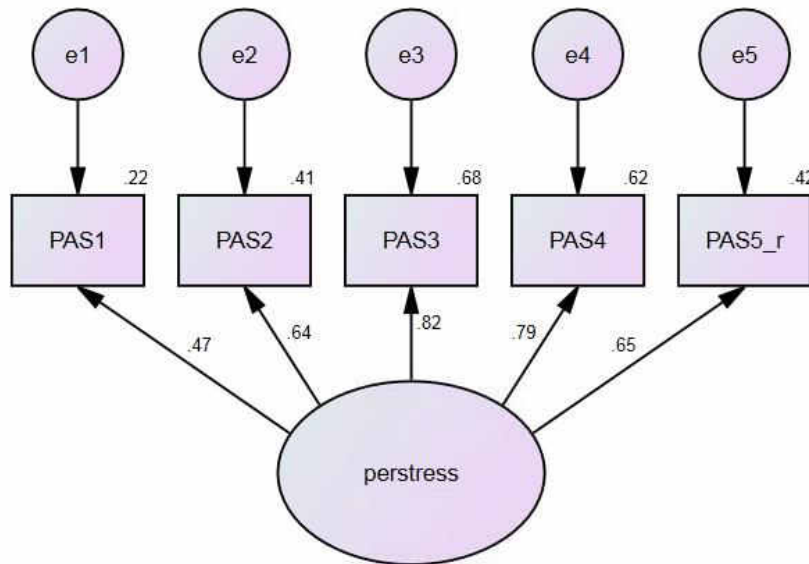 e1 e2 e3 e4 e5
.22 .41 .68 .62 .42
PAS1 PAS2 PAS3 PAS4 PAS5_r
.47 .64 .82 .79 .65
perstress